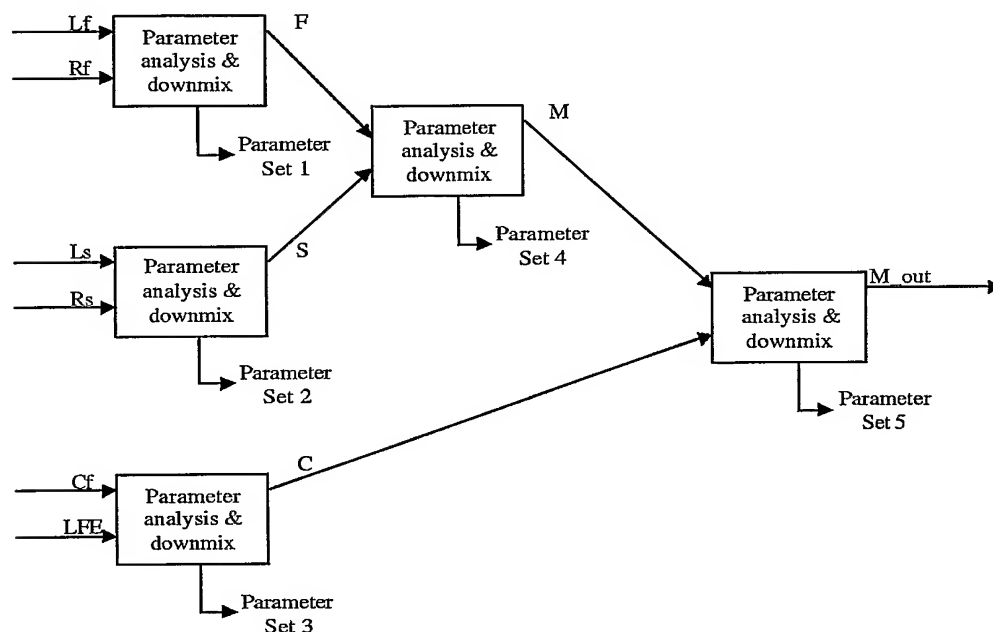 Lf
Rf
Parameter
analysis &
downmix
F
Parameter
Set 1
Parameter
analysis &
downmix
M
Parameter
Set 4
Ls
Rs
Parameter
analysis &
downmix
S
Parameter
Set 2
Parameter
analysis &
downmix
M_out
Parameter
Set 5
Cf
LFE
Parameter
analysis &
downmix
C
Parameter
Set 3